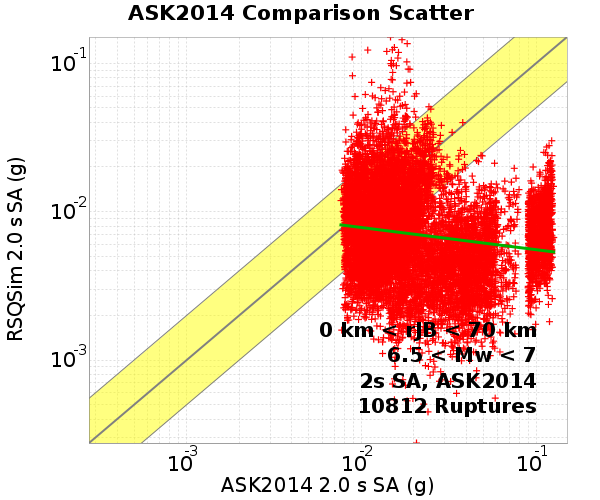 ASK2014 Comparison Scatter
RSQSim 2.0 s SA (g)
10-1
10-2
10-3
0 km < rJB < 70 km
6.5 < Mw < 7
2s SA, ASK2014
10812 Ruptures
10-3 10-2 10-1
ASK2014 2.0 s SA (g)